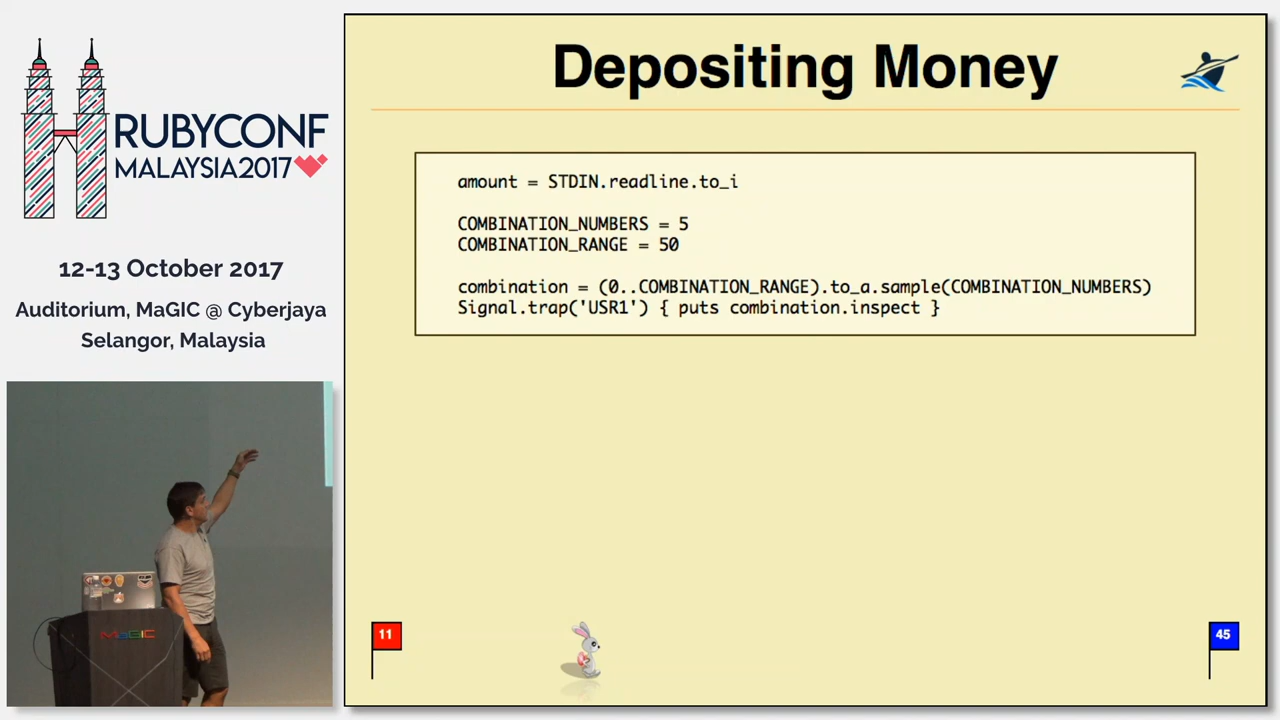 RUBYCONF
MALAYSIA2017
12-13 October 2017
Auditorium, MaGIC @ Cyberjaya
Selangor, Malaysia
MaGIC
Depositing Money
amount = STDIN.readline.to_i
COMBINATION_NUMBERS = 5
COMBINATION_RANGE = 50
combination = (0..COMBINATION_RANGE).to_a.sample(COMBINATION_NUMBERS)
Signal.trap('USR1') { puts combination.inspect }
11
45